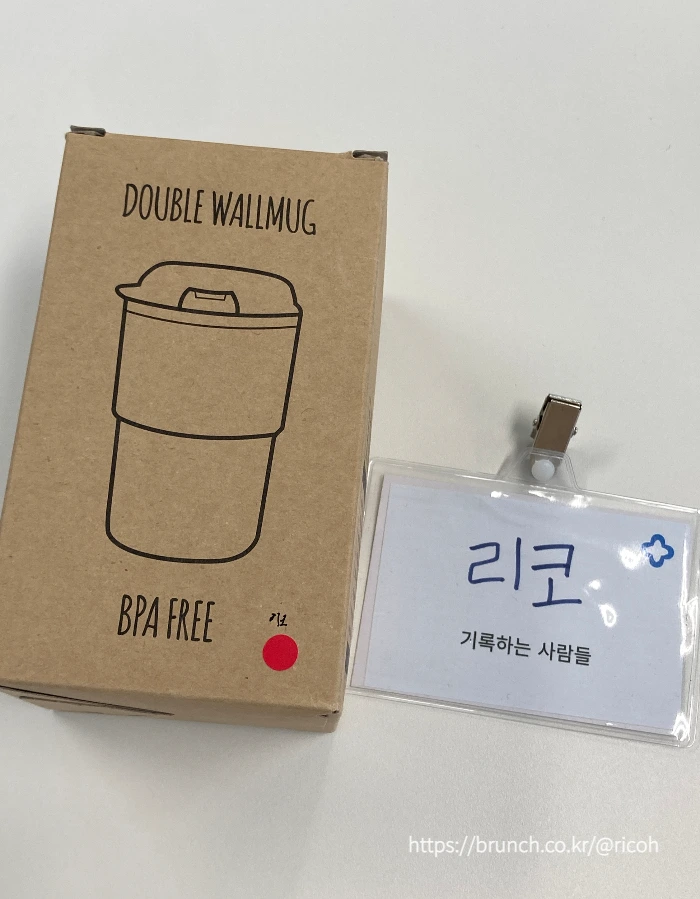 DOUBLE WALLMUG
BPA FREE
리코
리코
기록하는 사람들
https://brunch.co.kr/@ricoh